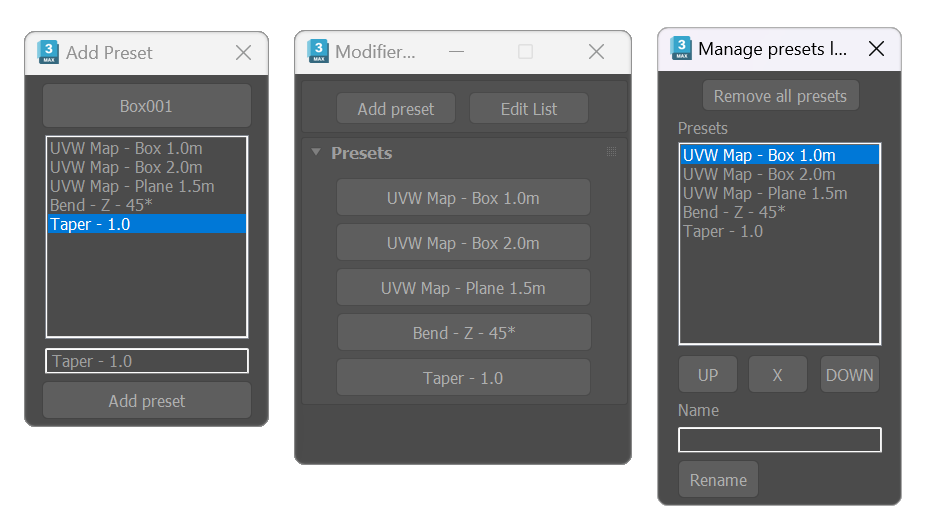 3
MAX
Add Preset
Box001
UVW Map - Box 1.0m
UVW Map - Box 2.0m
UVW Map - Plane 1.5m
Bend - Z - 45*
Taper - 1.0
Taper - 1.0
Add preset
3
MAX
Modifier...
Add preset
Edit List
Presets
UVW Map - Box 1.0m
UVW Map - Box 2.0m
UVW Map - Plane 1.5m
Bend - Z - 45*
Taper - 1.0
3
MAX
Manage presets l...
Remove all presets
Presets
UVW Map - Box 1.0m
UVW Map - Box 2.0m
UVW Map - Plane 1.5m
Bend - Z - 45*
Taper - 1.0
UP
X
DOWN
Name
Rename